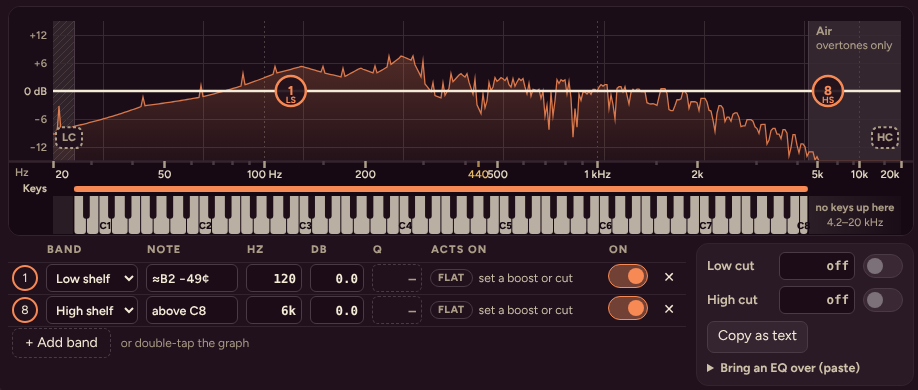 +12
+6
0 dB
−6
−12
Air
overtones only
1
LS
8
HS
LC
HC
Hz
20
50
100 Hz
200
440
500
1 kHz
2k
5k
10k
20k
Keys
C1
C2
C3
C4
C5
C6
C7
C8
no keys up here
4.2–20 kHz
BAND NOTE HZ DB Q ACTS ON ON
1 Low shelf ≈B2 −49¢ 120 0.0 – FLAT set a boost or cut ✕
8 High shelf above C8 6k 0.0 – FLAT set a boost or cut ✕
+ Add band or double-tap the graph
Low cut off
High cut off
Copy as text
▶ Bring an EQ over (paste)